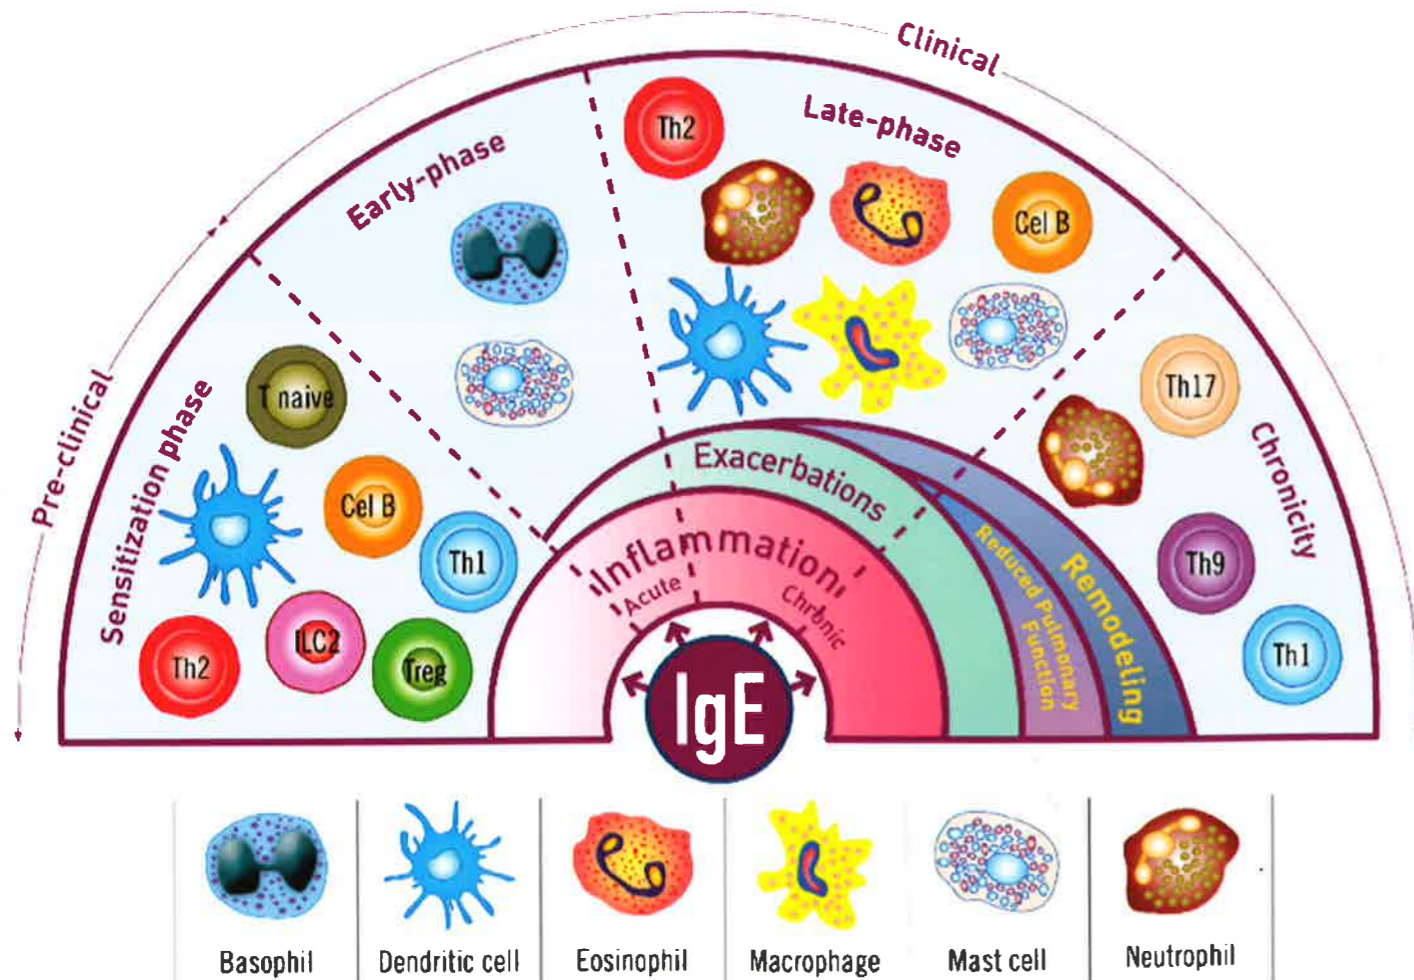 Clinical
Late-phase
Early-phase
Pre-clinical
Sensitization phase
Chronicity
Th2
Cel B
T naive
Cel B
Th1
Th2
ILC2
Treg
Th17
Th9
Th1
Exacerbations
Inflammation
Acute
Chronic
Reduced Pulmonary
Function
Remodeling
IgE
Basophil
Dendritic cell
Eosinophil
Macrophage
Mast cell
Neutrophil